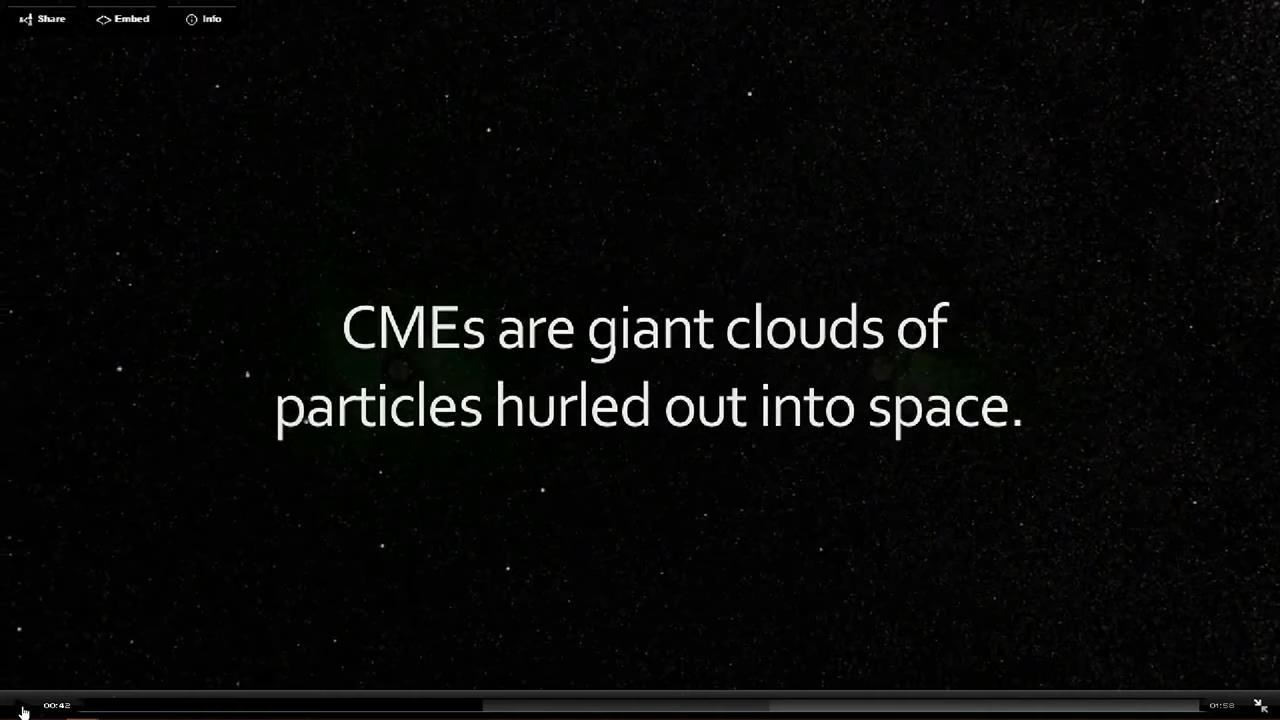 Share
Embed
Info
CMEs are giant clouds of
particles hurled out into space.
00:42
01:58